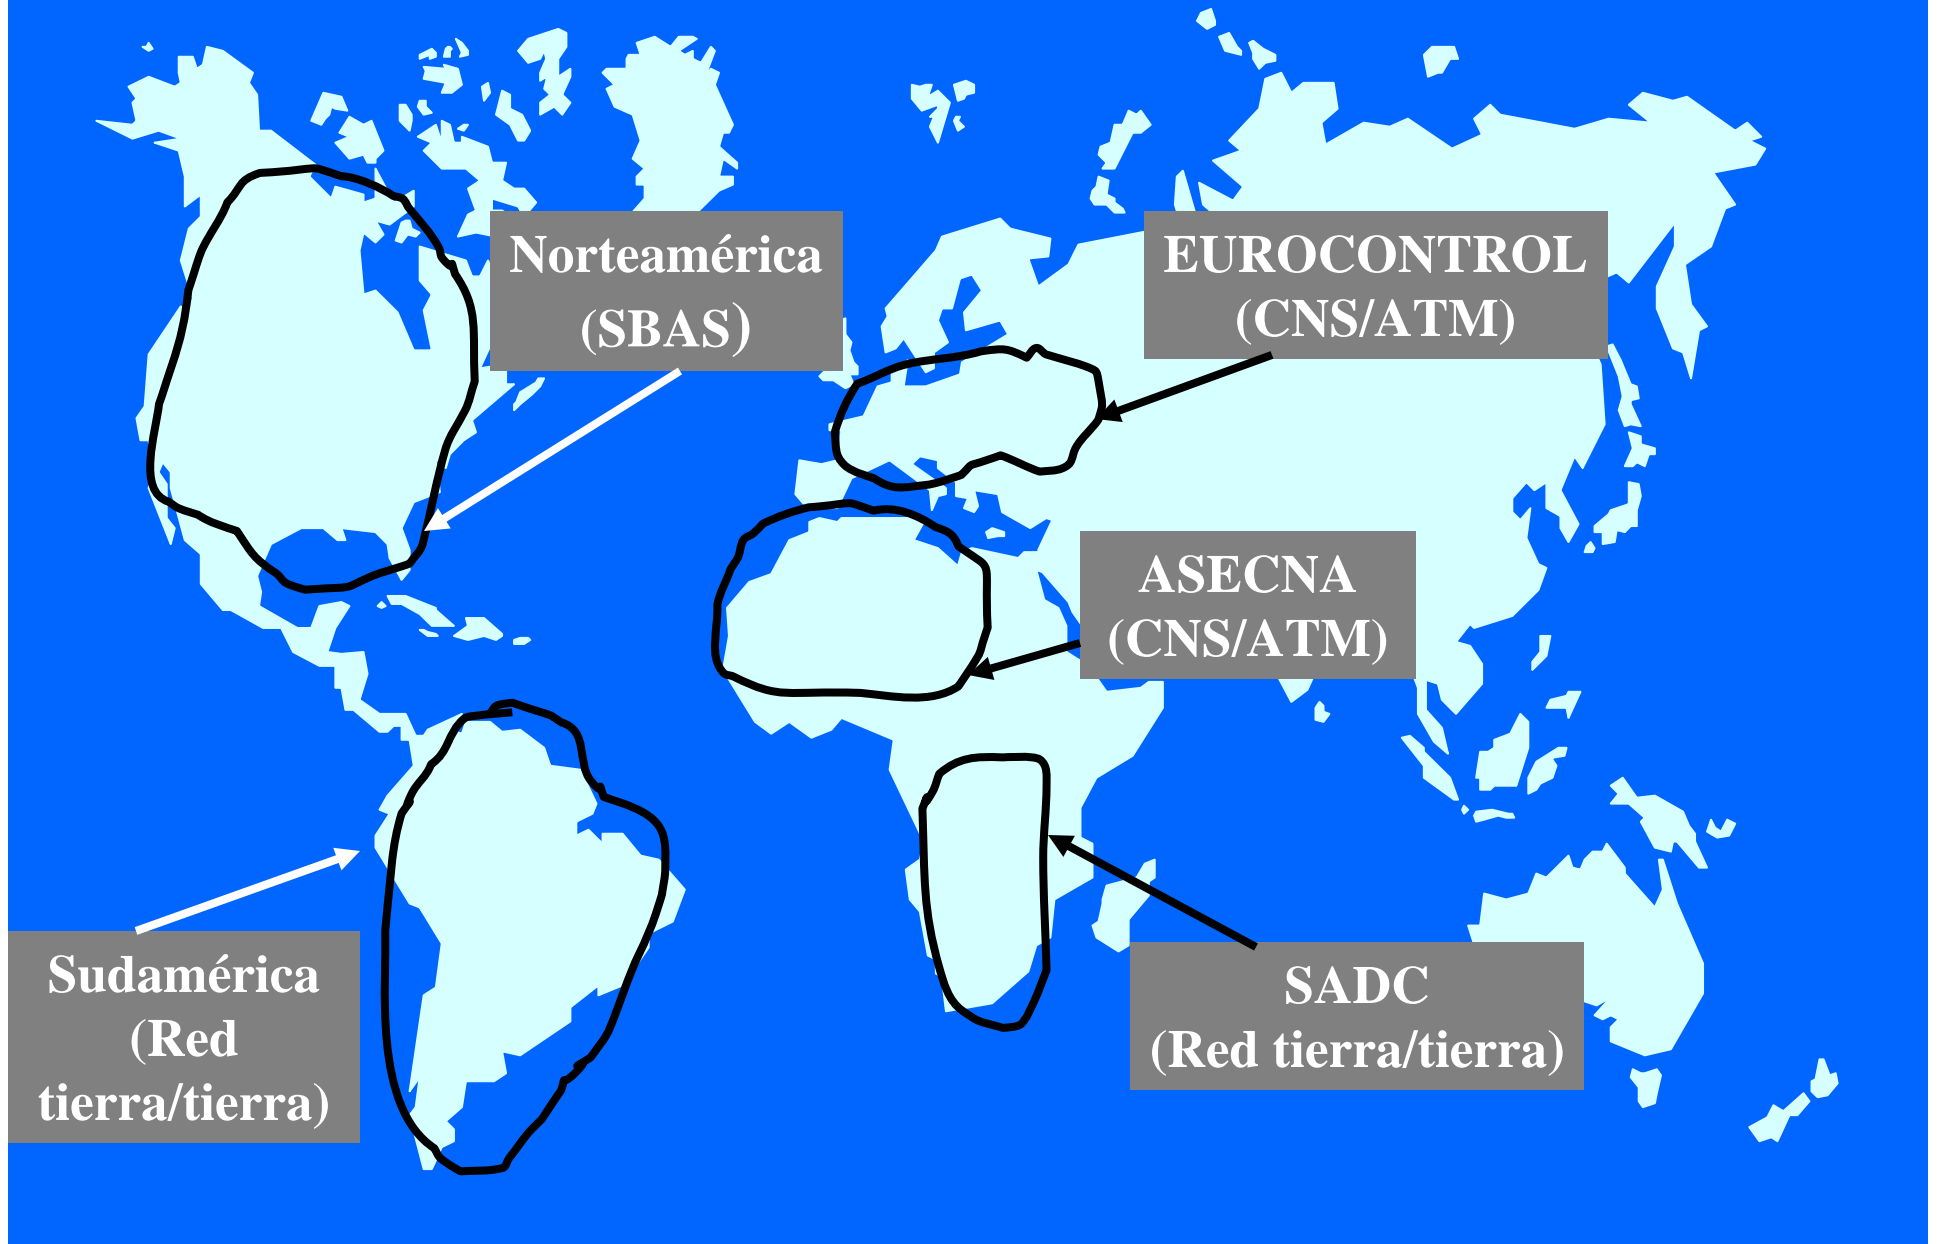 Norteamérica
(SBAS)
EUROCONTROL
(CNS/ATM)
ASECNA
(CNS/ATM)
Sudamérica
(Red
tierra/tierra)
SADC
(Red tierra/tierra)